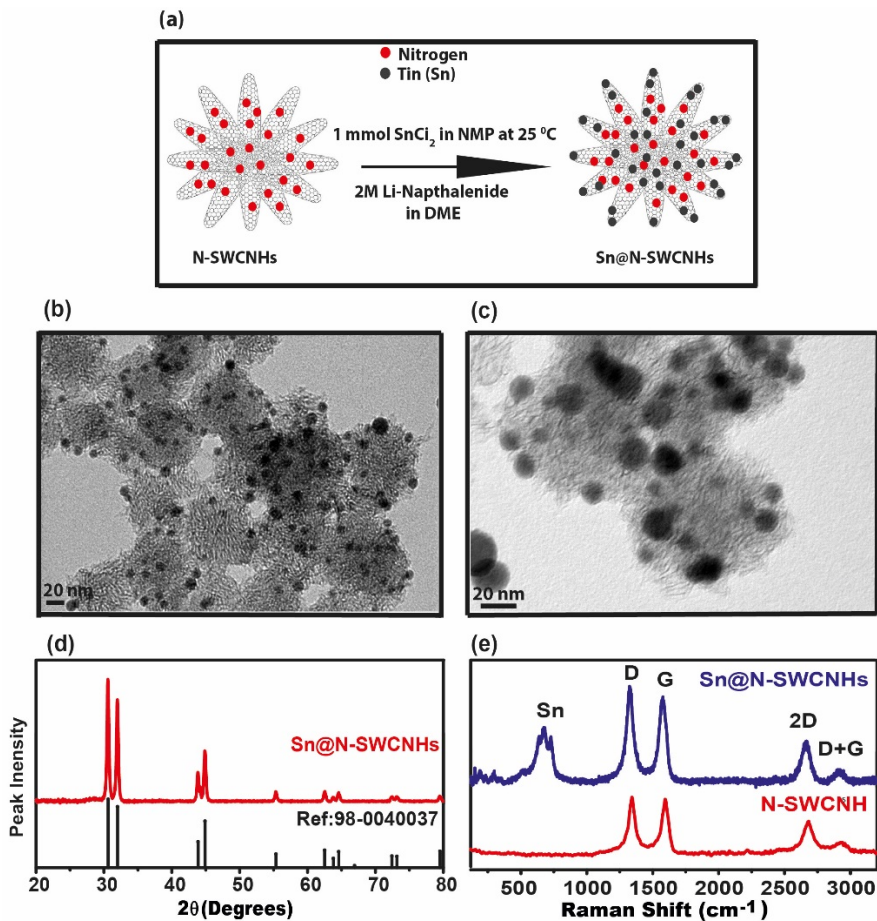 (a)
Nitrogen
Tin (Sn)
1 mmol SnCi2 in NMP at 25 ⁰C
2M Li-Napthalenide
in DME
N-SWCNHs
Sn@N-SWCNHs
(b)
(c)
20 nm
20 nm
(d)
(e)
Peak Inensity
Sn@N-SWCNHs
Ref:98-0040037
20 30 40 50 60 70 80
2θ(Degrees)
D
G
Sn@N-SWCNHs
Sn
2D
D+G
N-SWCNH
500 1000 1500 2000 2500 3000
Raman Shift (cm-1)